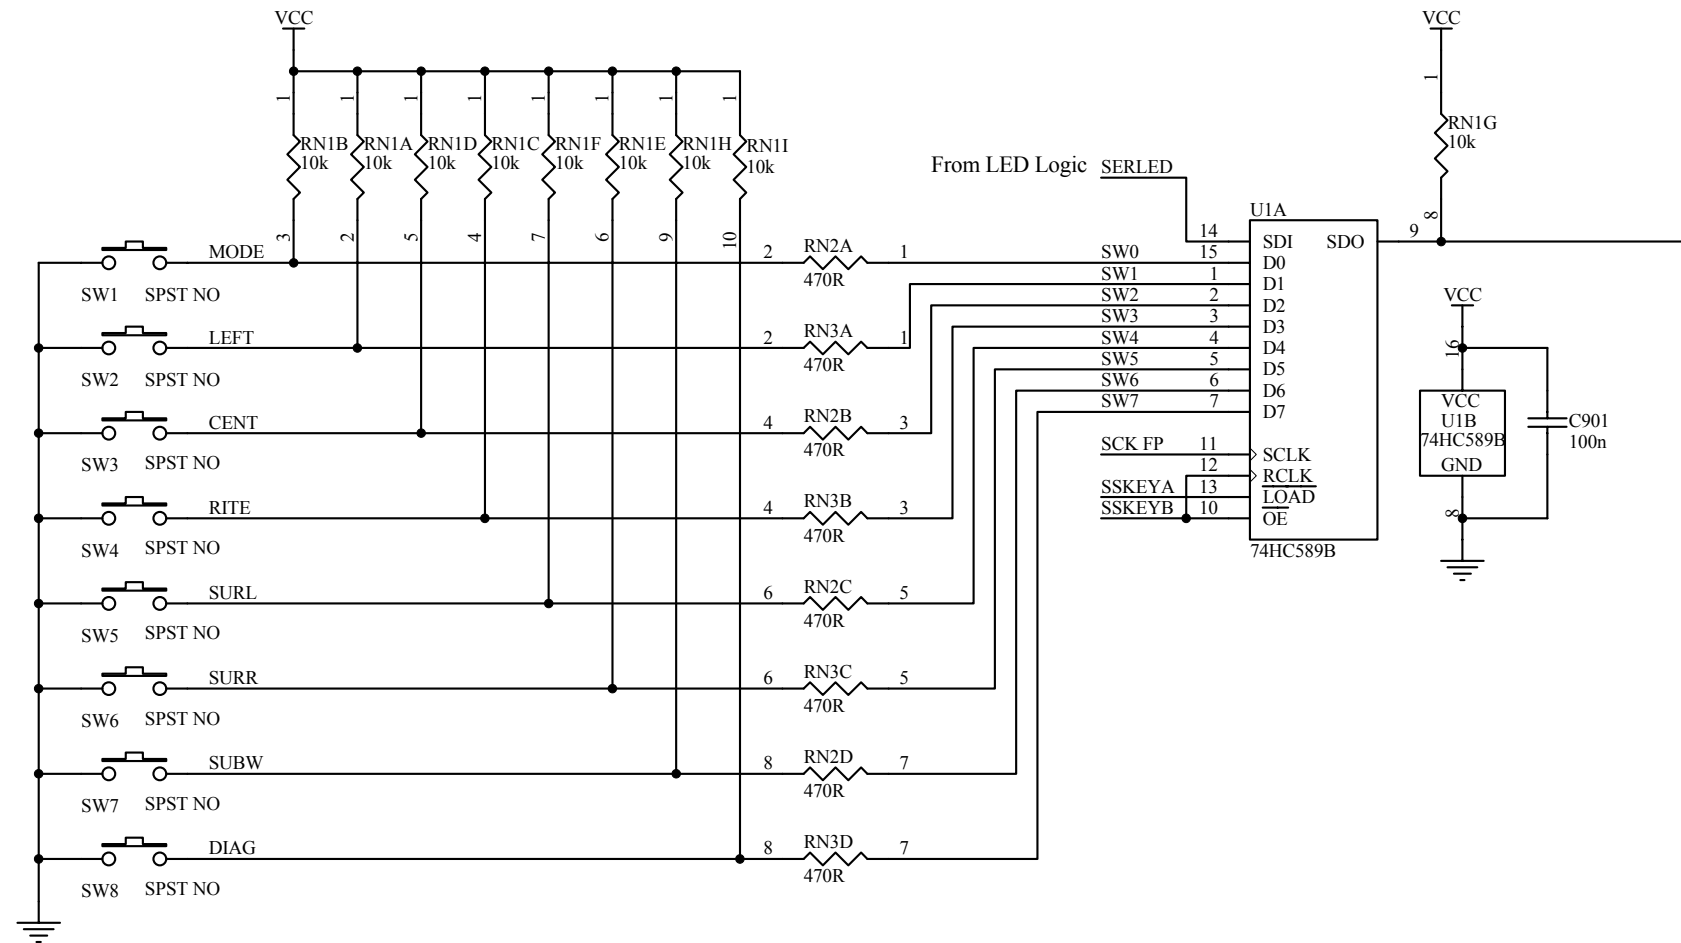 VCC
VCC
1 1 1 1 1 1 1 1
1
RN1B RN1A RN1D RN1C RN1F RN1E RN1H RN1I
10k 10k 10k 10k 10k 10k 10k 10k
RN1G
10k
From LED Logic SERLED
3 2 5 4 7 6 9 10
8
U1A
14 SDI SDO 9
MODE 2 RN2A 1 SW0 15 D0
SW1 SPST NO 470R
SW1 1 D1
SW2 2 D2
SW3 3 D3
SW4 4 D4
SW5 5 D5
SW6 6 D6
SW7 7 D7
LEFT 2 RN3A 1
SW2 SPST NO 470R
CENT 4 RN2B 3
SW3 SPST NO 470R
SCK FP 11 SCLK
12 RCLK
SSKEYA 13 LOAD
SSKEYB 10 OE
74HC589B
VCC
16
VCC
U1B
74HC589B
GND
8
C901
100n
RITE 4 RN3B 3
SW4 SPST NO 470R
SURL 6 RN2C 5
SW5 SPST NO 470R
SURR 6 RN3C 5
SW6 SPST NO 470R
SUBW 8 RN2D 7
SW7 SPST NO 470R
DIAG 8 RN3D 7
SW8 SPST NO 470R